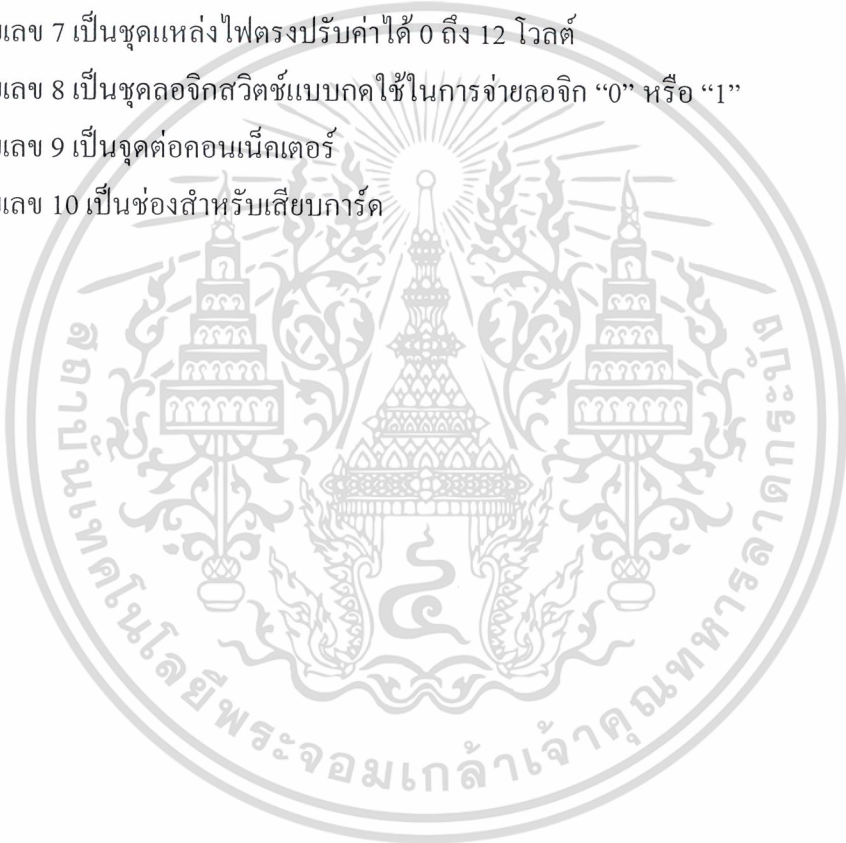 เลข 7 เป็นชุดแหล่งไฟตรงปรับค่าได้ 0 ถึง 12 โวลต์
เลข 8 เป็นชุดลอจิกสวิตช์แบบกดใช้ในการจ่ายลอจิก “0” หรือ “1”
เลข 9 เป็นจุดต่อคอนเน็คเตอร์
เลข 10 เป็นช่องสำหรับเสียบการ์ด
สถาบันเทคโนโลยีพระจอมเกล้าเจ้าคุณทหารลาดกระบัง